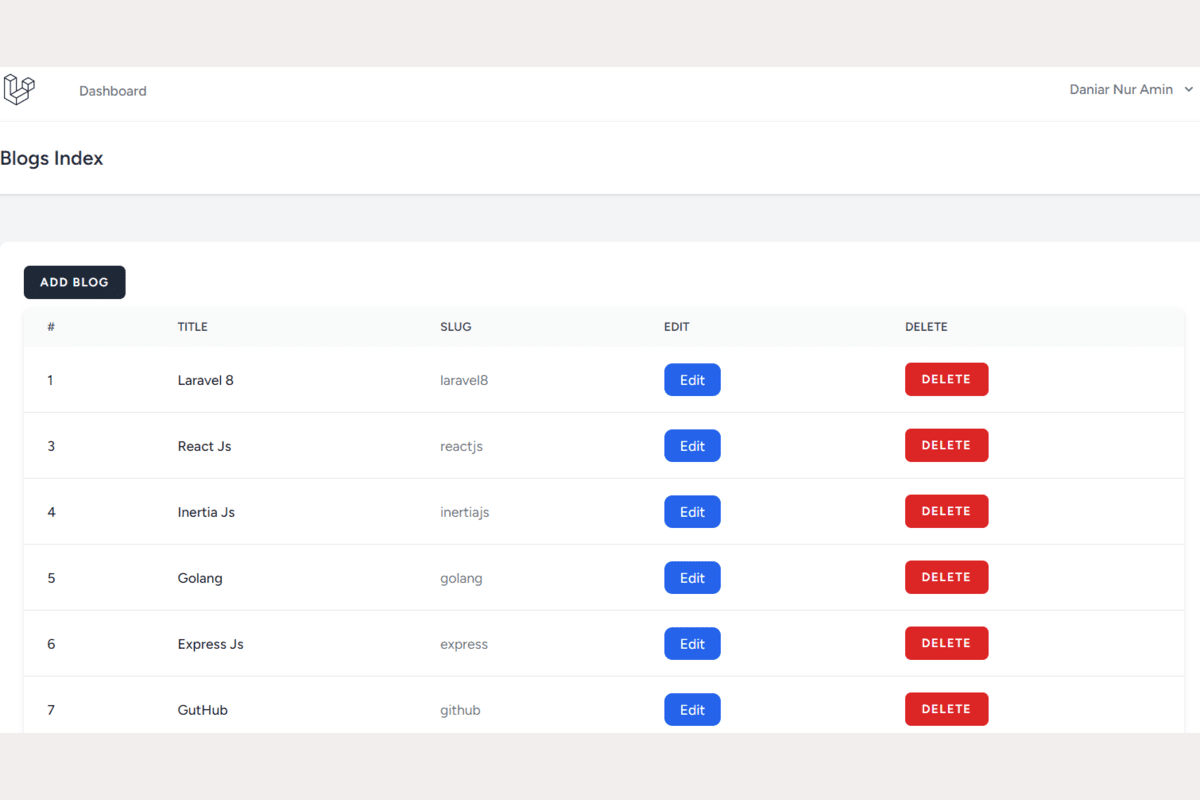 Dashboard Daniar Nur Amin
Blogs Index
ADD BLOG
# TITLE SLUG EDIT DELETE
1 Laravel 8 laravel8 Edit DELETE
3 React Js reactjs Edit DELETE
4 Inertia Js inertiajs Edit DELETE
5 Golang golang Edit DELETE
6 Express Js express Edit DELETE
7 GutHub github Edit DELETE